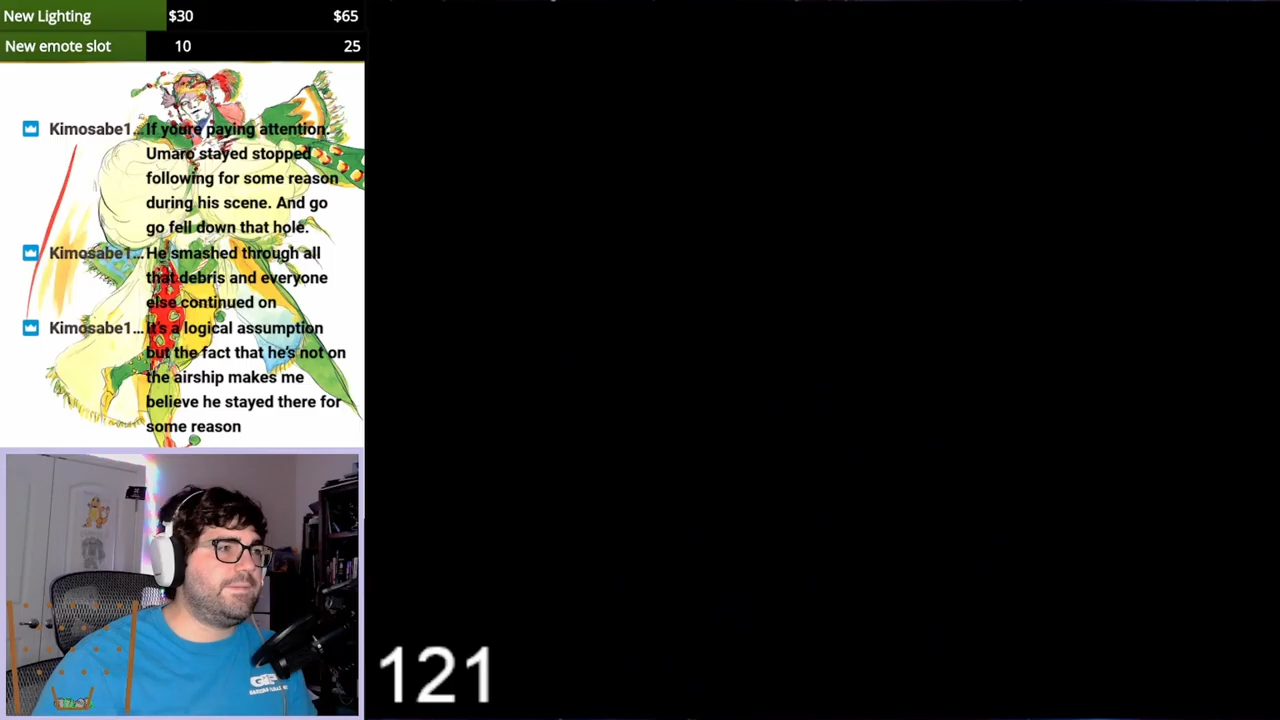 New Lighting $30 $65
New emote slot 10 25
Kimosabe1... If youre paying attention.
Umaro stayed stopped
following for some reason
during his scene. And go
go fell down that hole.
Kimosabe1... He smashed through all
that debris and everyone
else continued on
Kimosabe1... It's a logical assumption
but the fact that he's not on
the airship makes me
believe he stayed there for
some reason
121